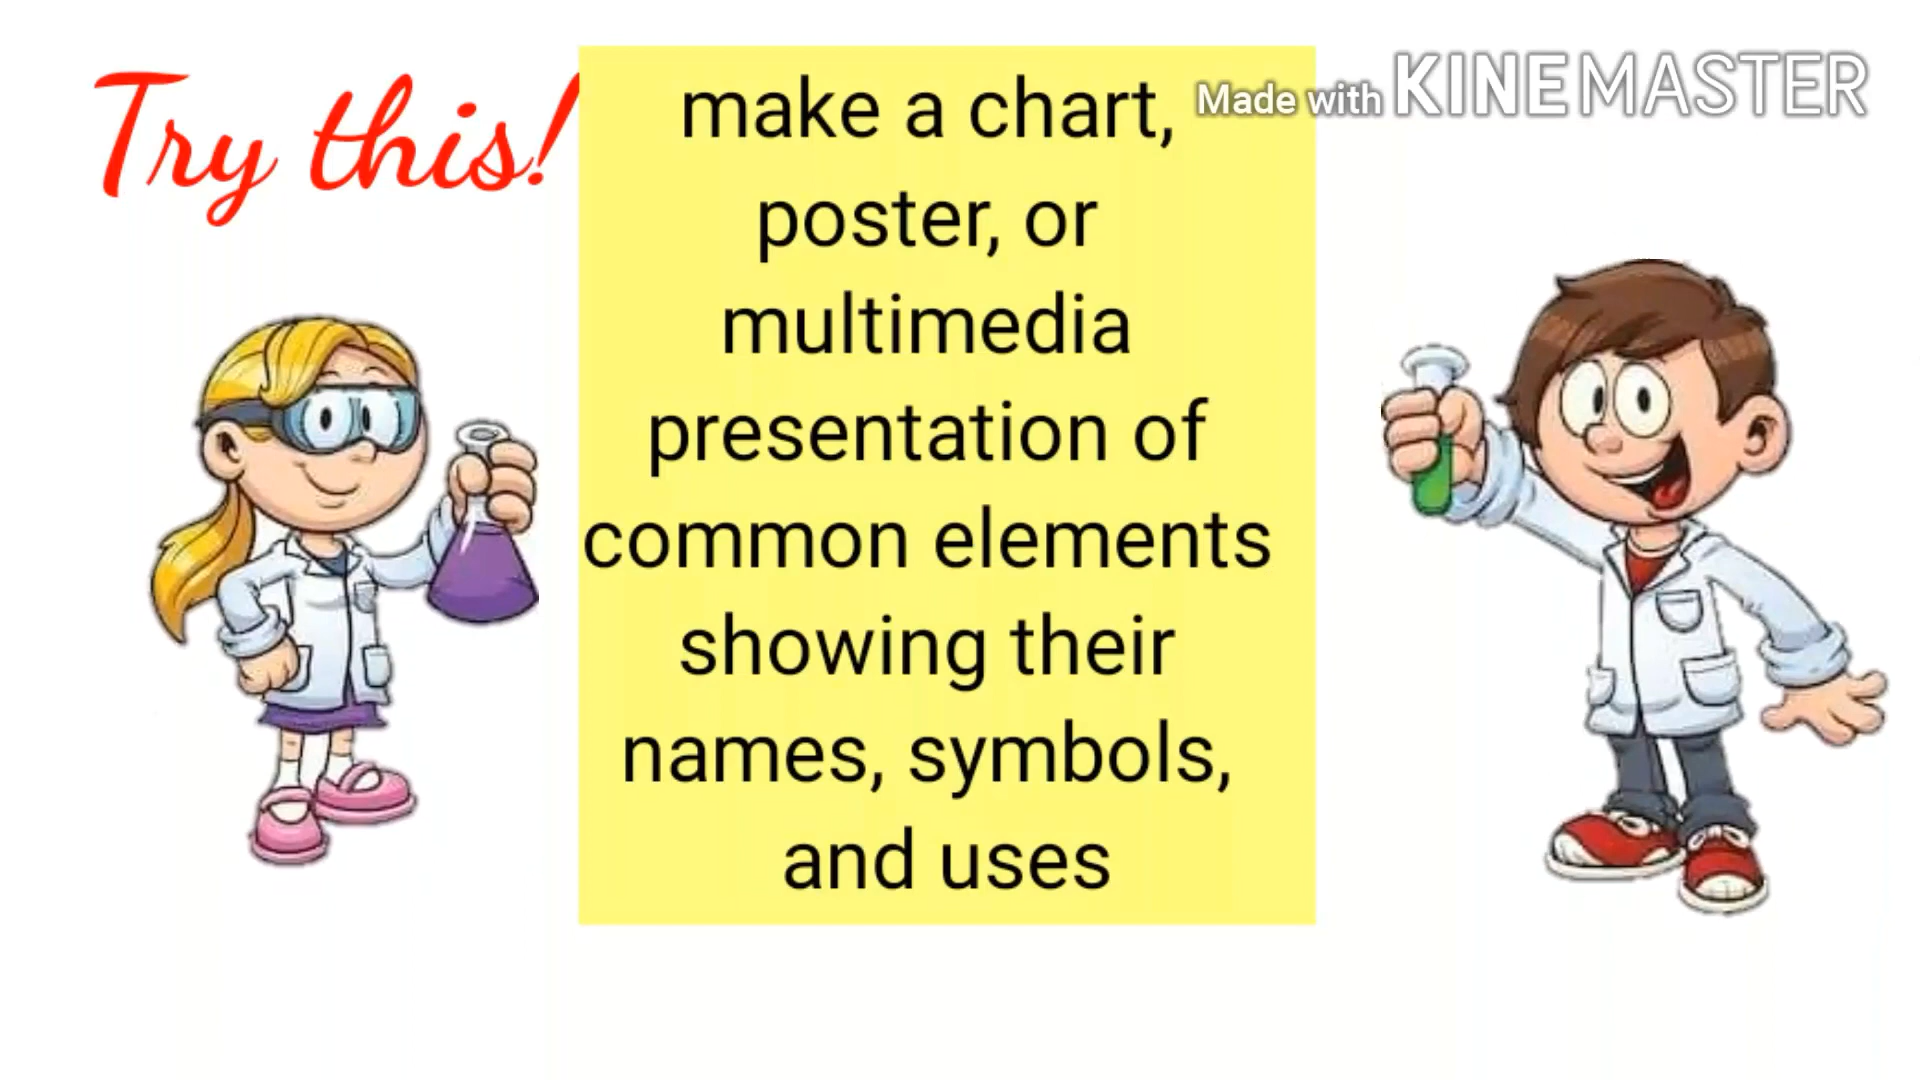 Try this!
make a chart,
poster, or
multimedia
presentation of
common elements
showing their
names, symbols,
and uses
Made with KINEMASTER